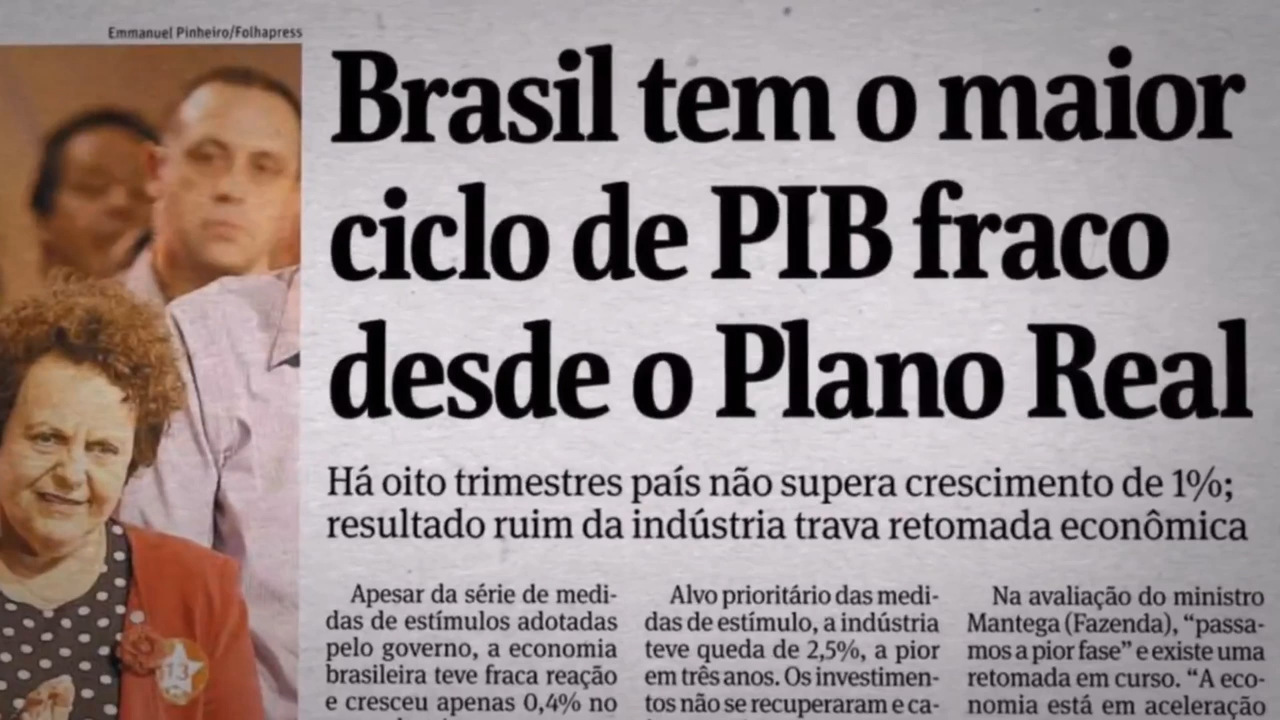 Emmanuel Pinheiro/Folhapress
Brasil tem o maior
ciclo de PIB fraco
desde o Plano Real
Há oito trimestres país não supera crescimento de 1%;
resultado ruim da indústria trava retomada econômica
Apesar da série de medi-
das de estímulos adotadas
pelo governo, a economia
brasileira teve fraca reação
e cresceu apenas 0,4% no
Alvo prioritário das medi-
das de estímulo, a indústria
teve queda de 2,5%, a pior
em três anos. Os investimen-
tos não se recuperaram e ca-
Na avaliação do ministro
Mantega (Fazenda), “passa-
mos a pior fase” e existe uma
retomada em curso. “A eco-
nomia está em aceleração
13